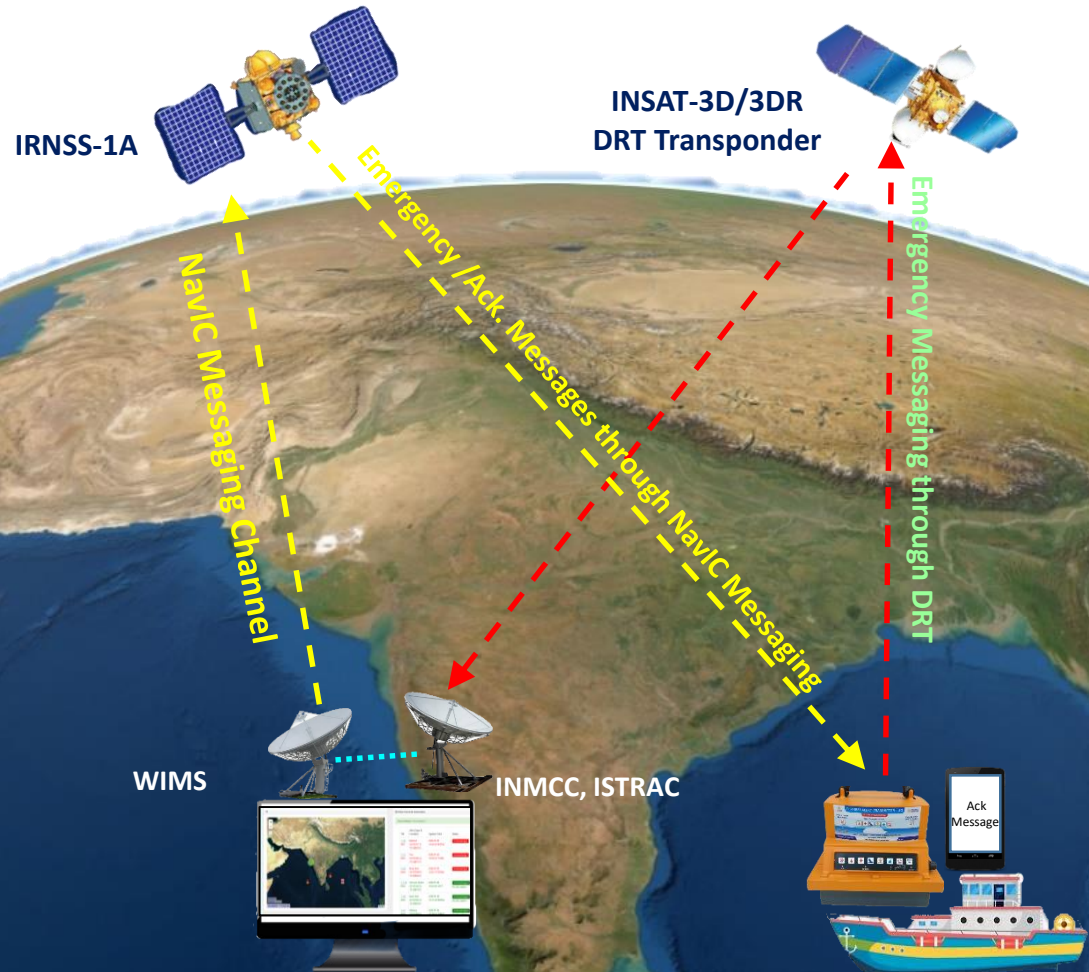 IRNSS-1A
INSAT-3D/3DR
DRT Transponder
Emergency /Ack. Messages through NavIC Messaging
NavIC Messaging Channel
Emergency Messaging through DRT
WIMS
INMCC, ISTRAC
Ack
Message